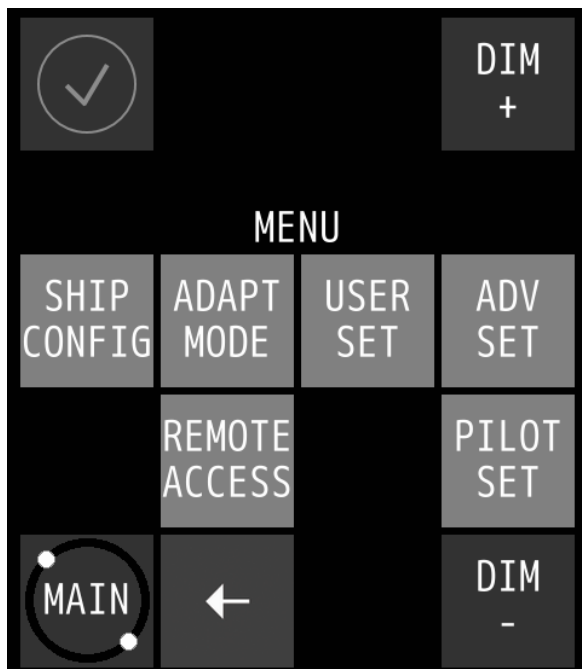 DIM
+
MENU
SHIP
CONFIG
ADAPT
MODE
USER
SET
ADV
SET
REMOTE
ACCESS
PILOT
SET
MAIN
←
DIM
-